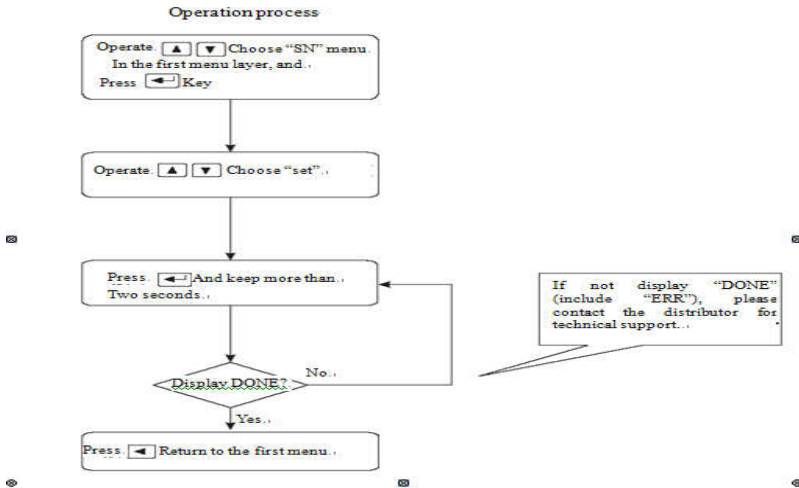 Operation process
Operate. ▲ ▼ Choose “SN” menu.
In the first menu layer, and.
Press ↵ Key
Operate. ▲ ▼ Choose “set”.
Press. ↵ And keep more than.
Two seconds.
If not display “DONE”
(include “ERR”), please
contact the distributor for
technical support..
No.
Display DONE?
Yes.
Press. ◄ Return to the first menu.